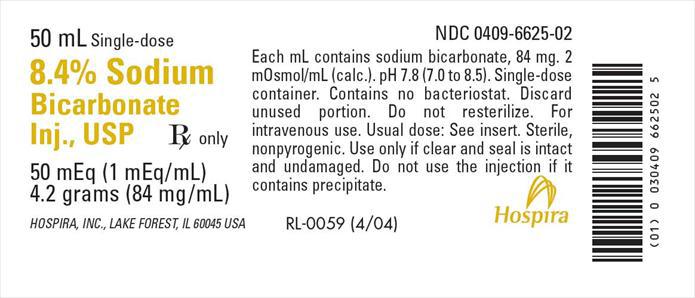 50 mL Single-dose
8.4% Sodium
Bicarbonate
Inj., USP Rx only
50 mEq (1 mEq/mL)
4.2 grams (84 mg/mL)
HOSPIRA, INC., LAKE FOREST, IL 60045 USA
NDC 0409-6625-02
Each mL contains sodium bicarbonate, 84 mg. 2
mOsmol/mL (calc.). pH 7.8 (7.0 to 8.5). Single-dose
container. Contains no bacteriostat. Discard
unused portion. Do not resterilize. For
intravenous use. Usual dose: See insert. Sterile,
nonpyrogenic. Use only if clear and seal is intact
and undamaged. Do not use the injection if it
contains precipitate.
RL-0059 (4/04)
Hospira
(01) 0 030409 662502 5